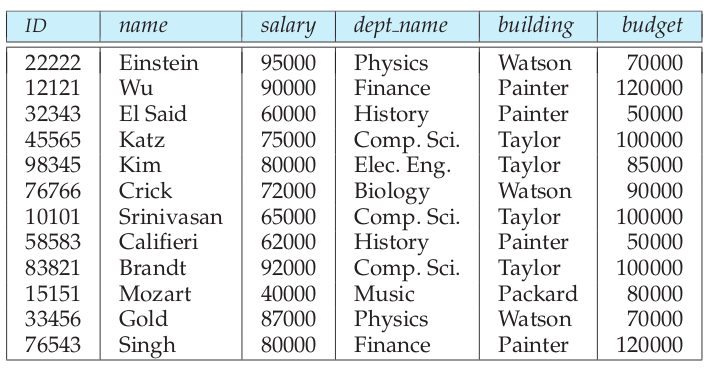 ID name salary dept_name building budget
22222 Einstein 95000 Physics Watson 70000
12121 Wu 90000 Finance Painter 120000
32343 El Said 60000 History Painter 50000
45565 Katz 75000 Comp. Sci. Taylor 100000
98345 Kim 80000 Elec. Eng. Taylor 85000
76766 Crick 72000 Biology Watson 90000
10101 Srinivasan 65000 Comp. Sci. Taylor 100000
58583 Califieri 62000 History Painter 50000
83821 Brandt 92000 Comp. Sci. Taylor 100000
15151 Mozart 40000 Music Packard 80000
33456 Gold 87000 Physics Watson 70000
76543 Singh 80000 Finance Painter 120000